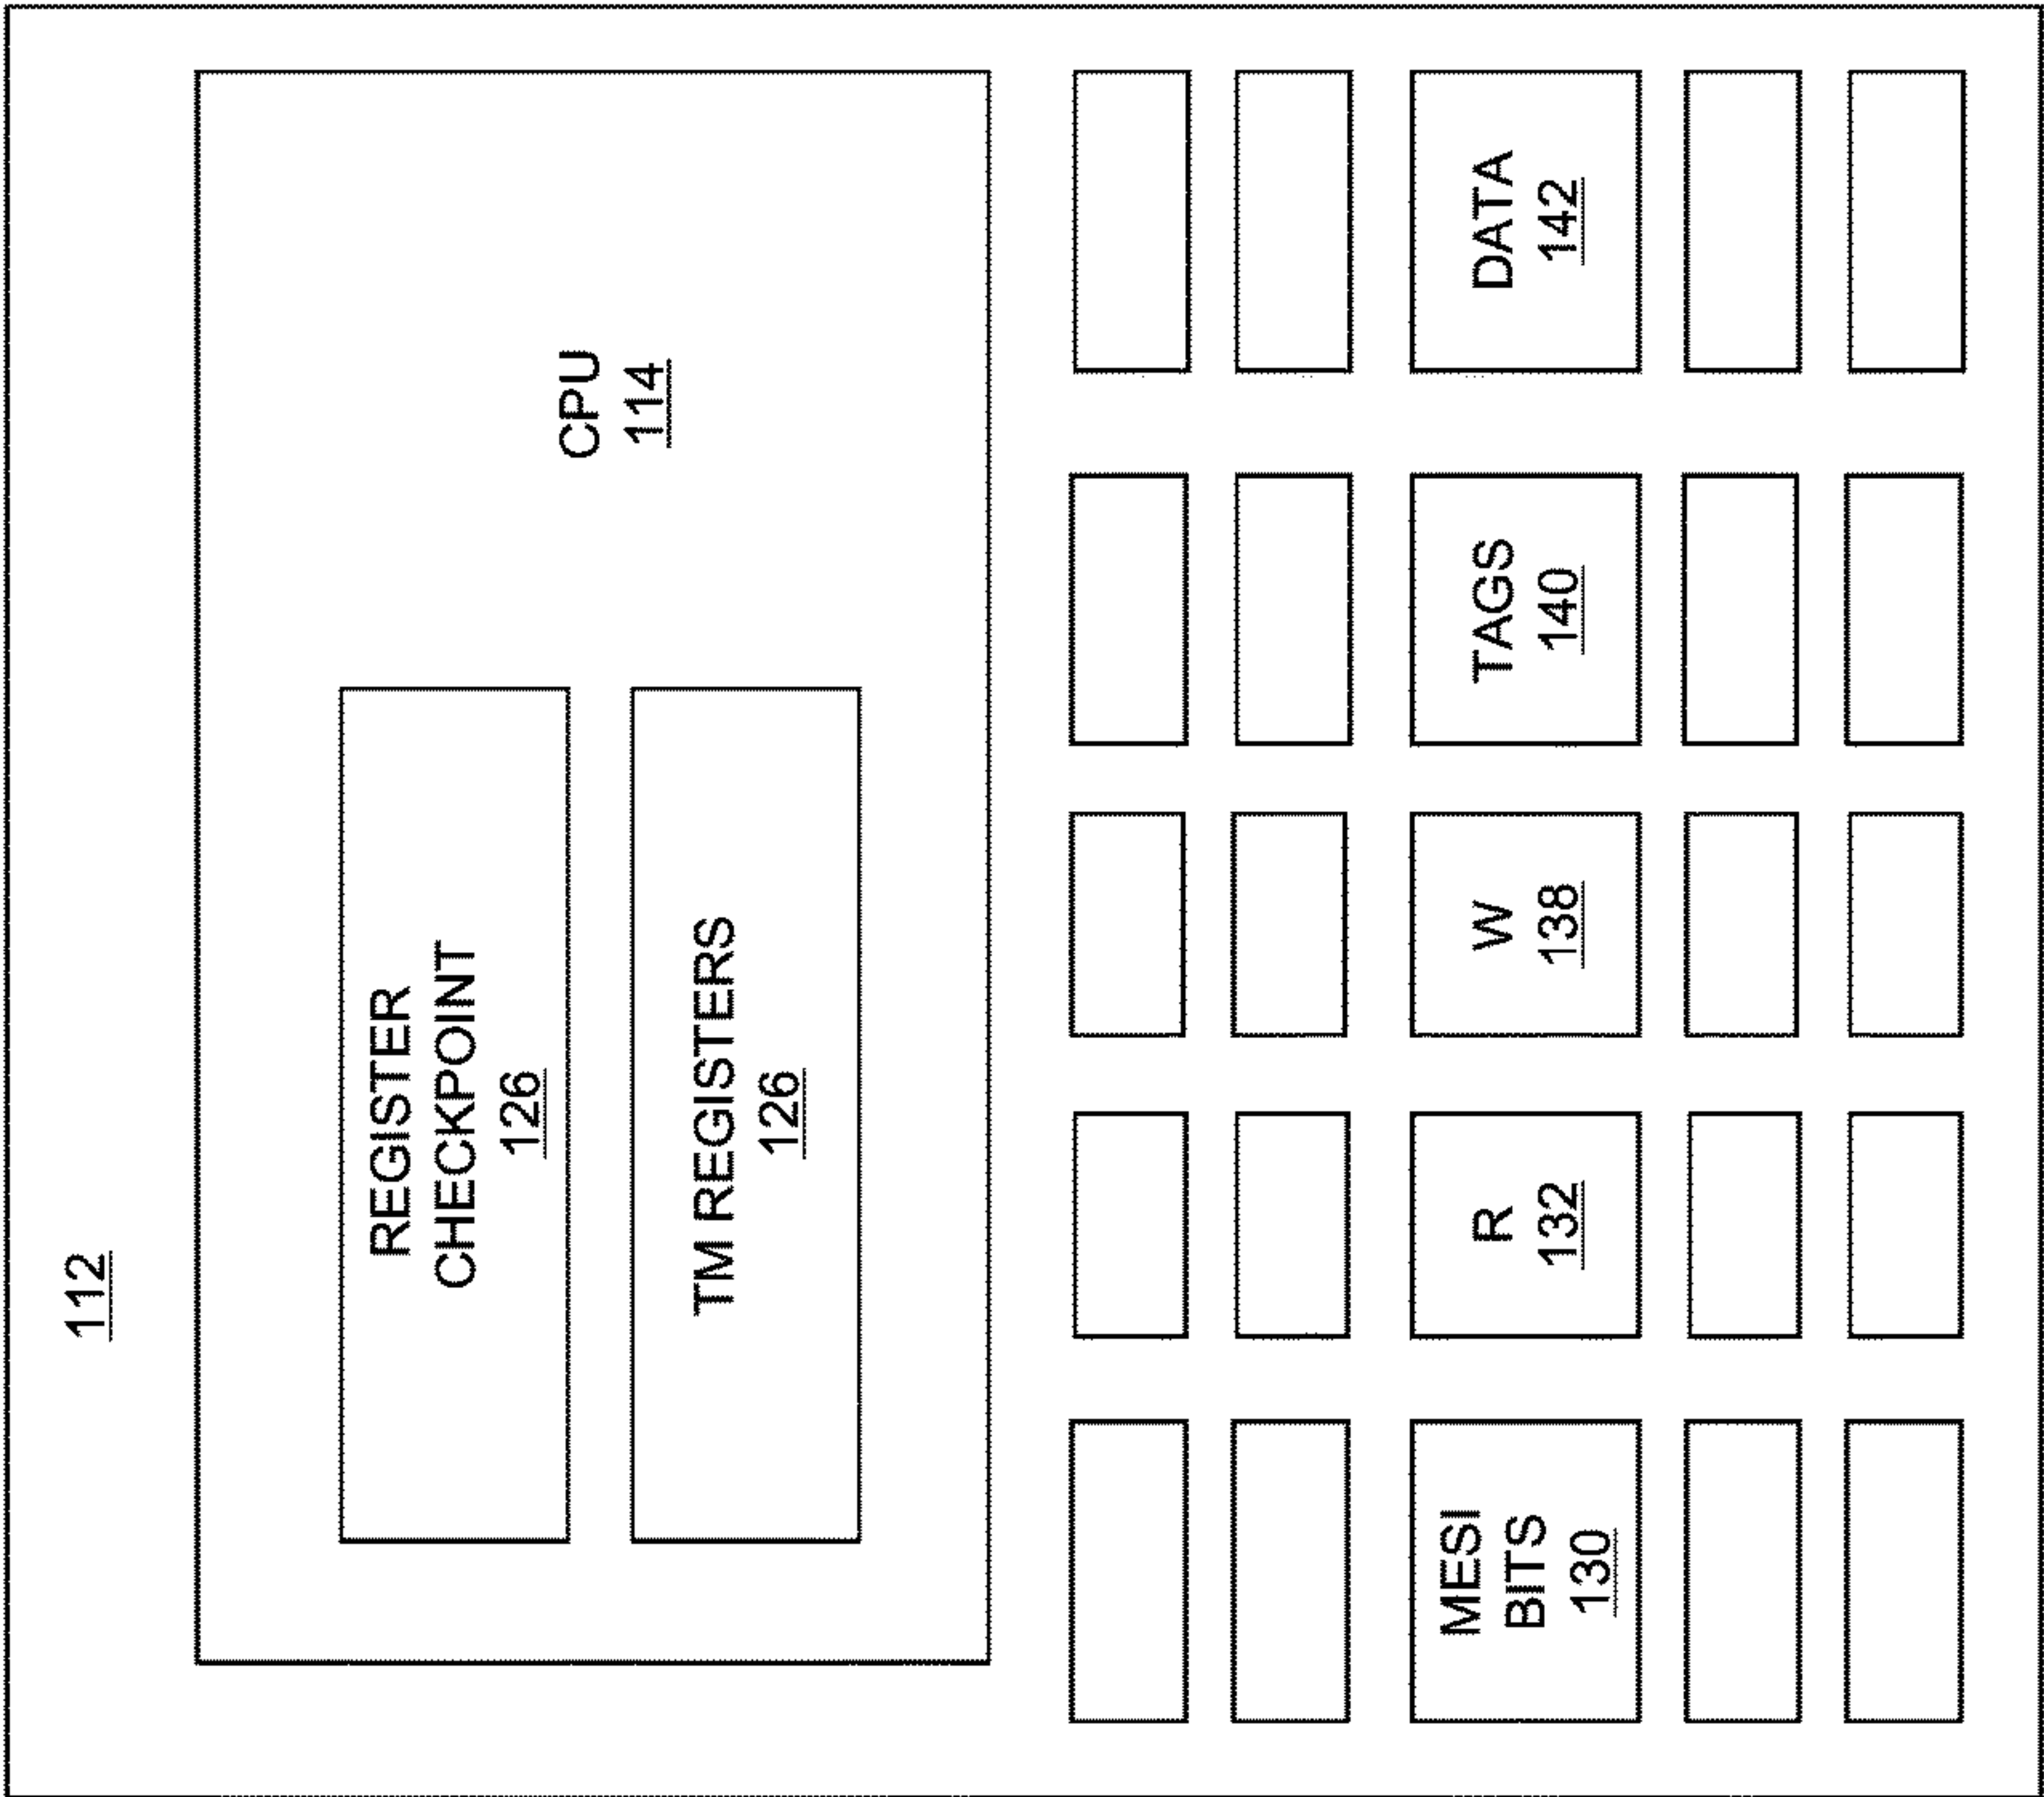 112
REGISTER
CHECKPOINT
126
TM REGISTERS
126
CPU
114
MESI
BITS
130
R
132
W
138
TAGS
140
DATA
142